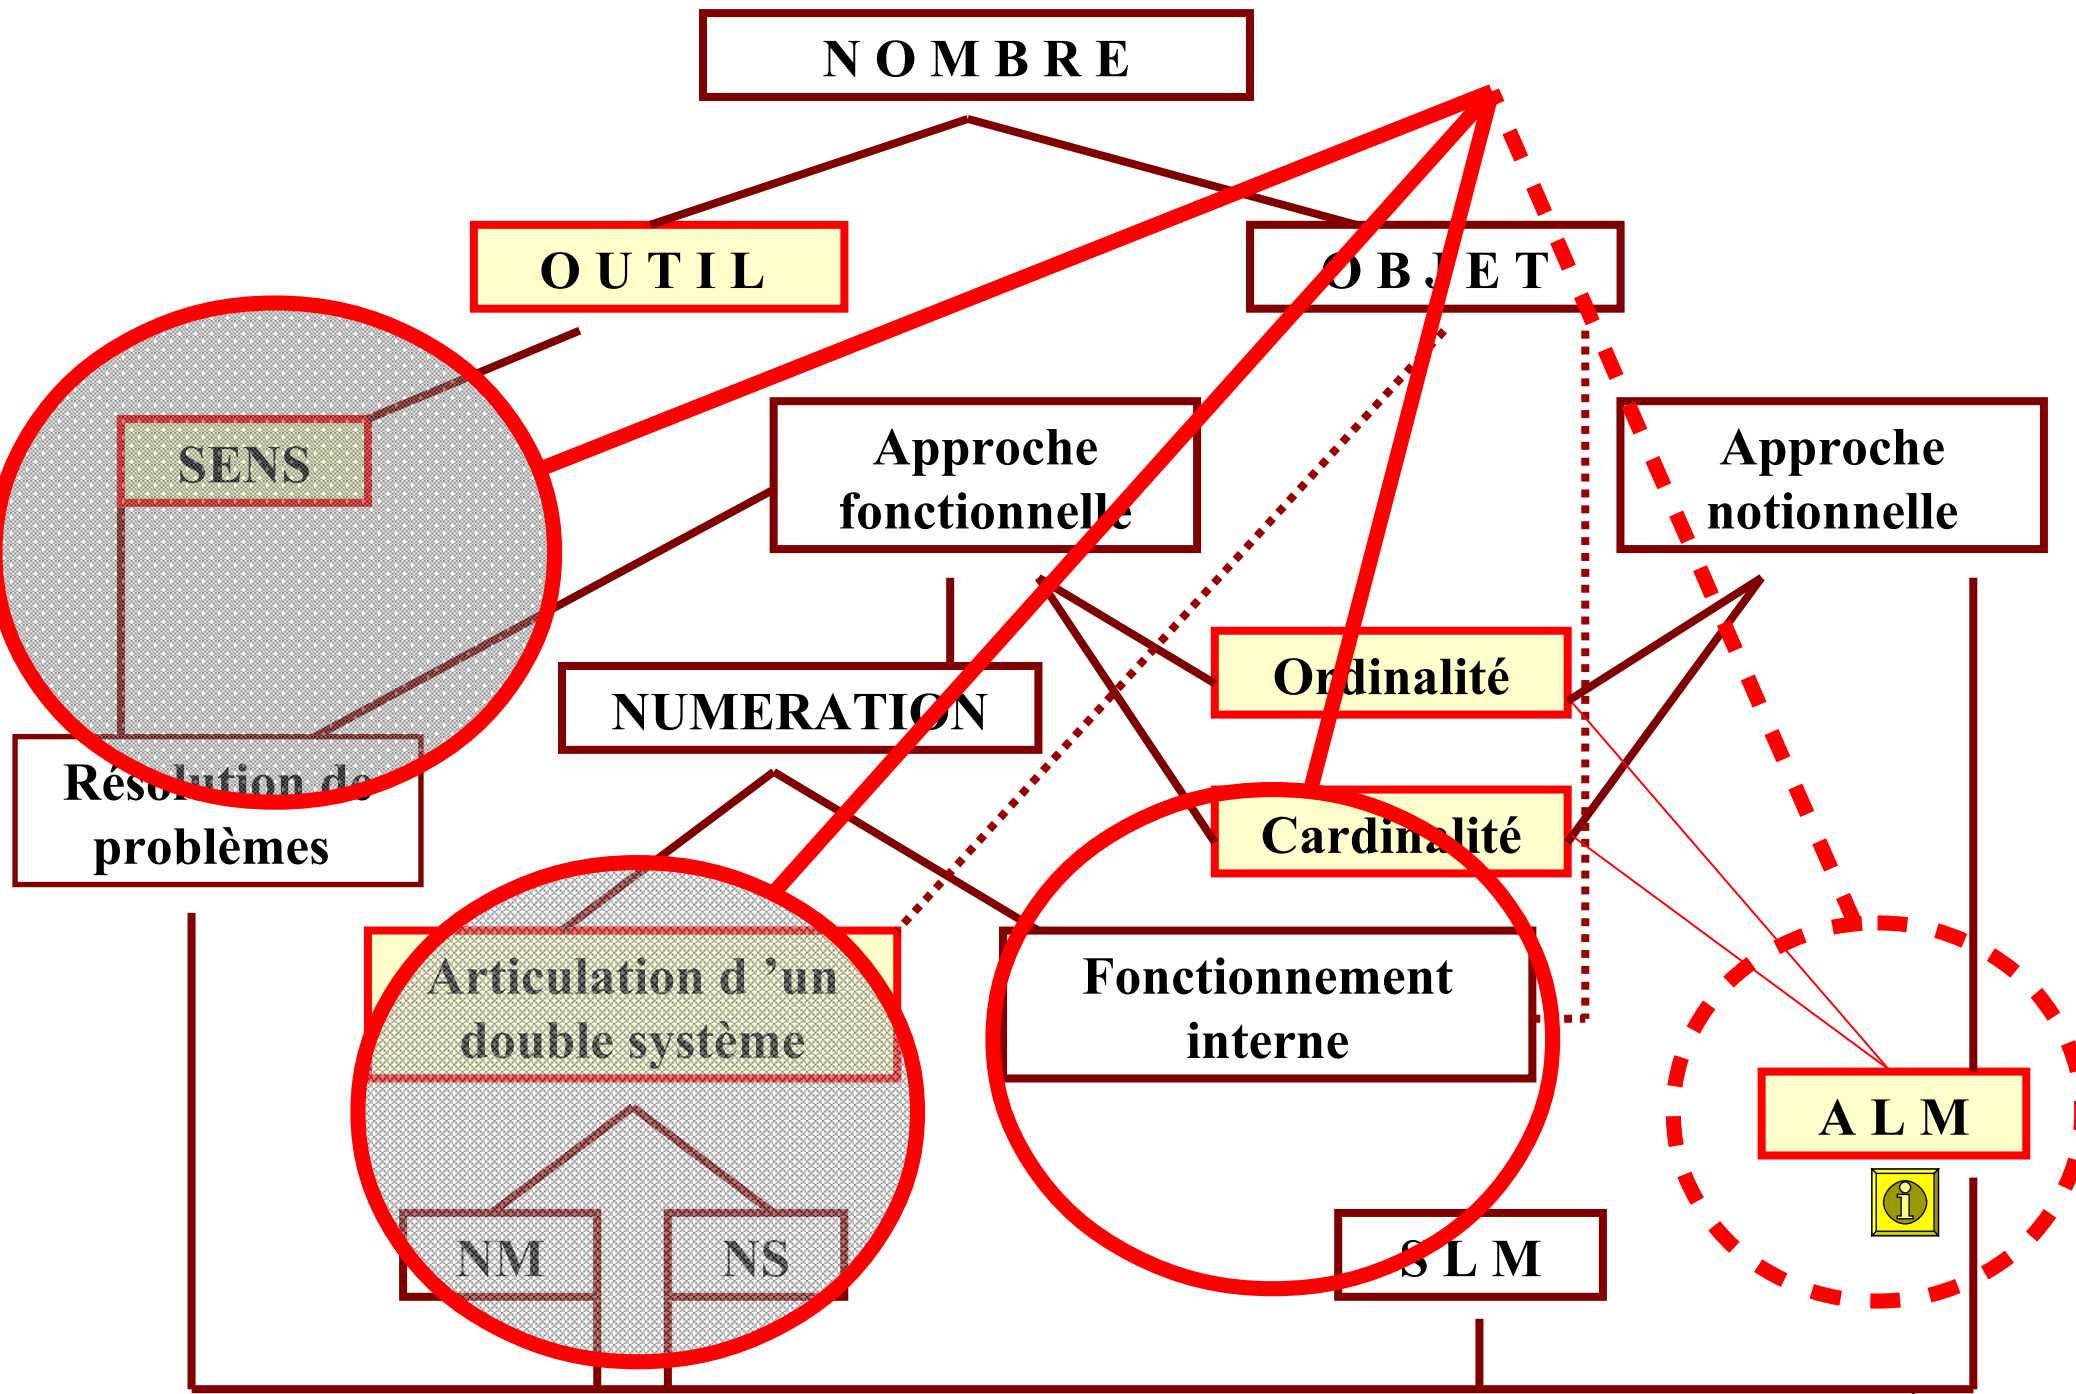 N O M B R E
O U T I L
O B J E T
SENS
Approche
fonctionnelle
Approche
notionnelle
Ordinalité
NUMERATION
Résolution de
problèmes
Cardinalité
Articulation d ’un
double système
Fonctionnement
interne
A L M
NM
NS
S L M